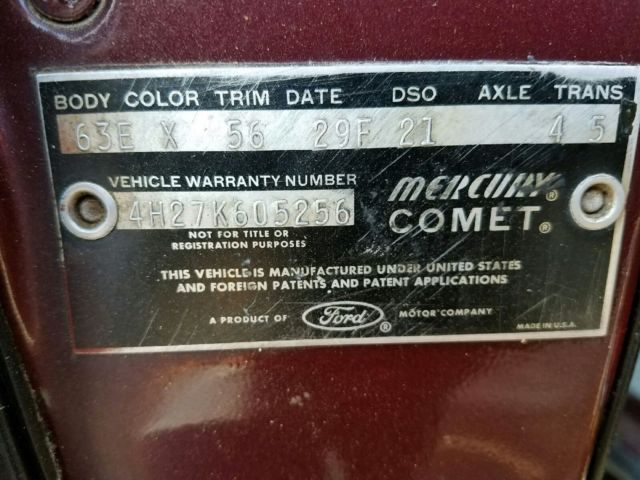 BODY COLOR TRIM DATE DSO AXLE TRANS
63E X 56 29F 21 4 5
VEHICLE WARRANTY NUMBER
4H27K605256
NOT FOR TITLE OR
REGISTRATION PURPOSES
MERCURY®
COMET®
THIS VEHICLE IS MANUFACTURED UNDER UNITED STATES
AND FOREIGN PATENTS AND PATENT APPLICATIONS
A PRODUCT OF Ford® MOTOR COMPANY
MADE IN U.S.A.